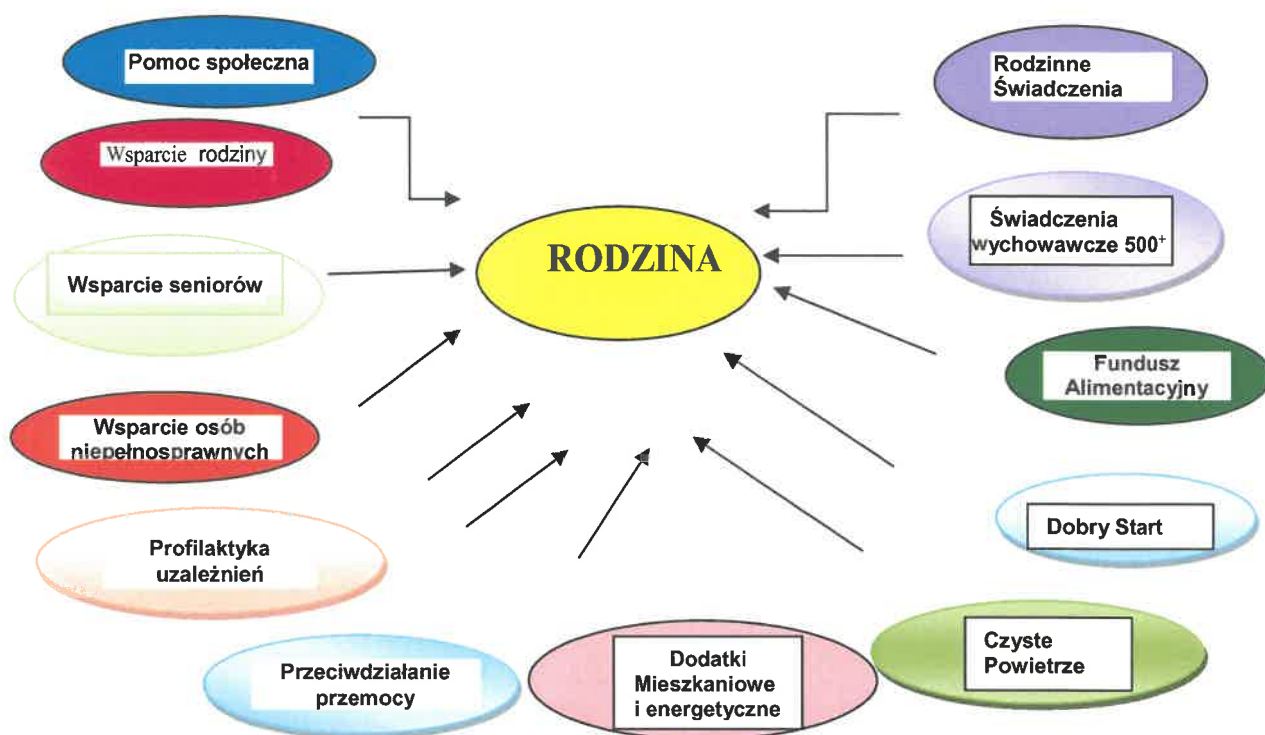 Pomoc społeczna
Wsparcie rodziny
Wsparcie seniorów
Wsparcie osób
niepełnosprawnych
Profilaktyka
uzależnień
Przeciwdziałanie
przemocy
Dodatki
Mieszkaniowe
i energetyczne
Czyste
Powietrze
Dobry Start
Fundusz
Alimentacyjny
Świadczenia
wychowawcze 500⁺
Rodzinne
Świadczenia
RODZINA